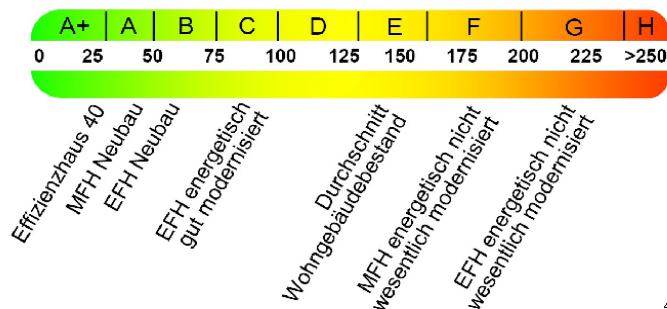 A+ A B C D E F G H
0 25 50 75 100 125 150 175 200 225 >250
Effizienzhaus 40
MFH Neubau
EFH Neubau
EFH energetisch
gut modernisiert
Durchschnitt
Wohngebäudebestand
MFH energetisch nicht
wesentlich modernisiert
EFH energetisch nicht
wesentlich modernisiert